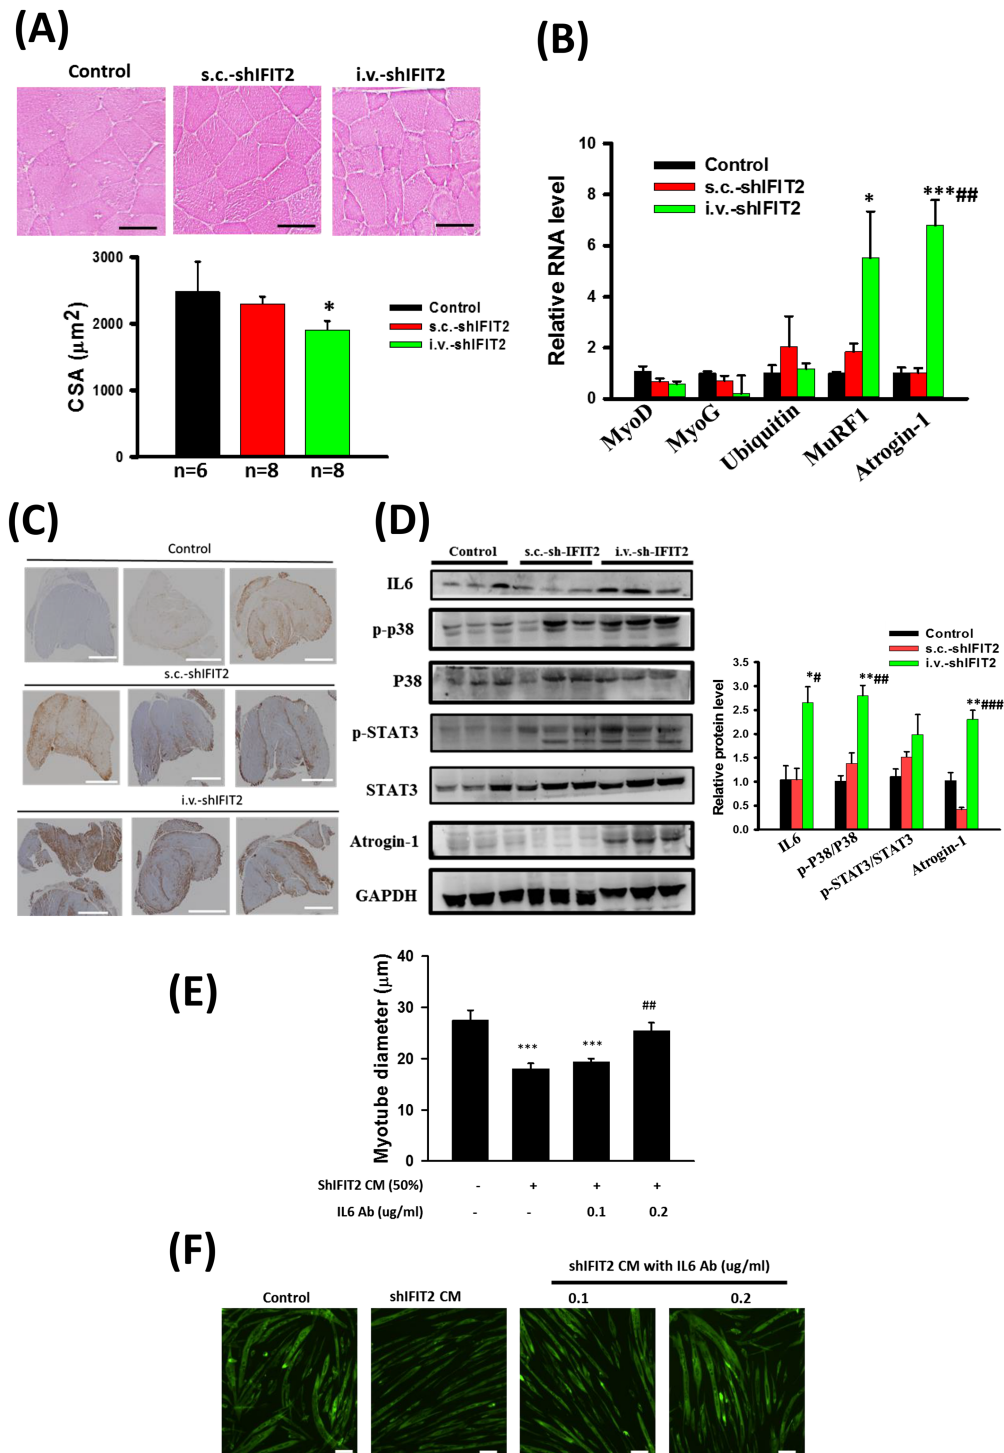 (A)
Control
s.c.-shIFIT2
i.v.-shIFIT2
3000
2000
1000
0
CSA (μm²)
*
n=6
n=8
n=8
Control
s.c.-shIFIT2
i.v.-shIFIT2
(B)
10
8
6
4
2
0
Relative RNA level
Control
s.c.-shIFIT2
i.v.-shIFIT2
*
***##
MyoD
MyoG
Ubiquitin
MuRF1
Atrogin-1
(C)
Control
s.c.-shIFIT2
i.v.-shIFIT2
(D)
Control
s.c.-sh-IFIT2
i.v.-sh-IFIT2
IL6
p-p38
P38
p-STAT3
STAT3
Atrogin-1
GAPDH
Control
s.c.-shIFIT2
i.v.-shIFIT2
3.5
3.0
2.5
2.0
1.5
1.0
0.5
0.0
Relative protein level
*#
**##
**###
IL6
p-P38/P38
p-STAT3/STAT3
Atrogin-1
(E)
40
30
20
10
0
Myotube diameter (μm)
***
***
##
ShIFIT2 CM (50%) - + + +
IL6 Ab (ug/ml) - - 0.1 0.2
(F)
shIFIT2 CM with IL6 Ab (ug/ml)
Control
shIFIT2 CM
0.1
0.2